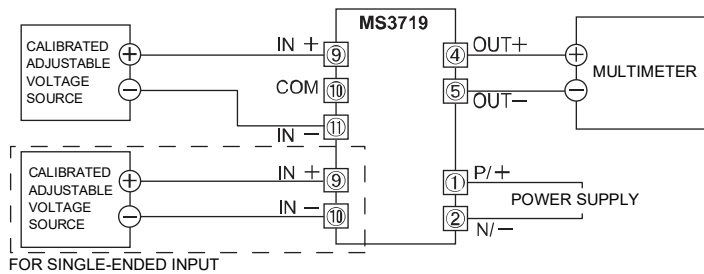 MS3719
CALIBRATED
ADJUSTABLE
VOLTAGE
SOURCE
+
−
IN +
⑨
COM
⑩
⑪
IN −
④
OUT+
⑤
OUT−
+
−
MULTIMETER
CALIBRATED
ADJUSTABLE
VOLTAGE
SOURCE
+
−
IN +
⑨
IN −
⑩
①
P/+
②
N/−
POWER SUPPLY
FOR SINGLE-ENDED INPUT